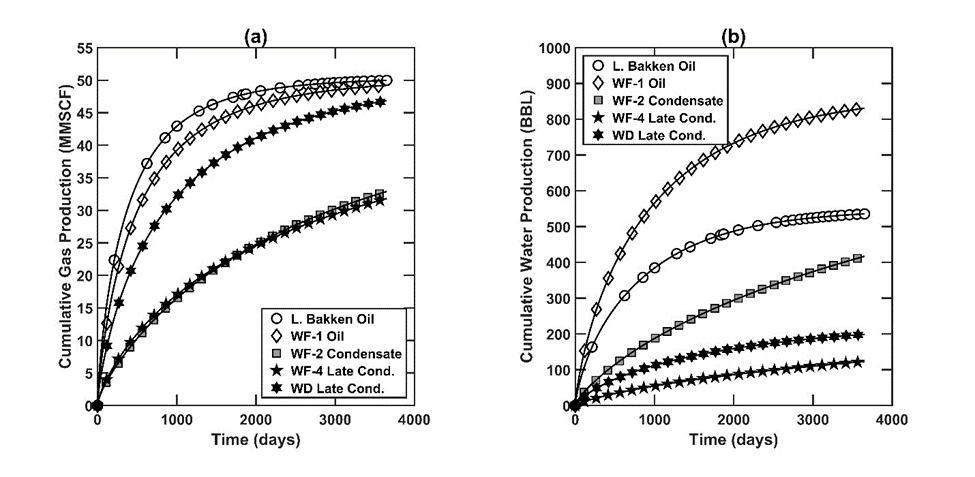 (a)
Cumulative Gas Production (MMSCF)
55
50
45
40
35
30
25
20
15
10
5
0
0 1000 2000 3000 4000
Time (days)
L. Bakken Oil
WF-1 Oil
WF-2 Condensate
WF-4 Late Cond.
WD Late Cond.
(b)
Cumulative Water Production (BBL)
1000
900
800
700
600
500
400
300
200
100
0
0 1000 2000 3000 4000
Time (days)
L. Bakken Oil
WF-1 Oil
WF-2 Condensate
WF-4 Late Cond.
WD Late Cond.